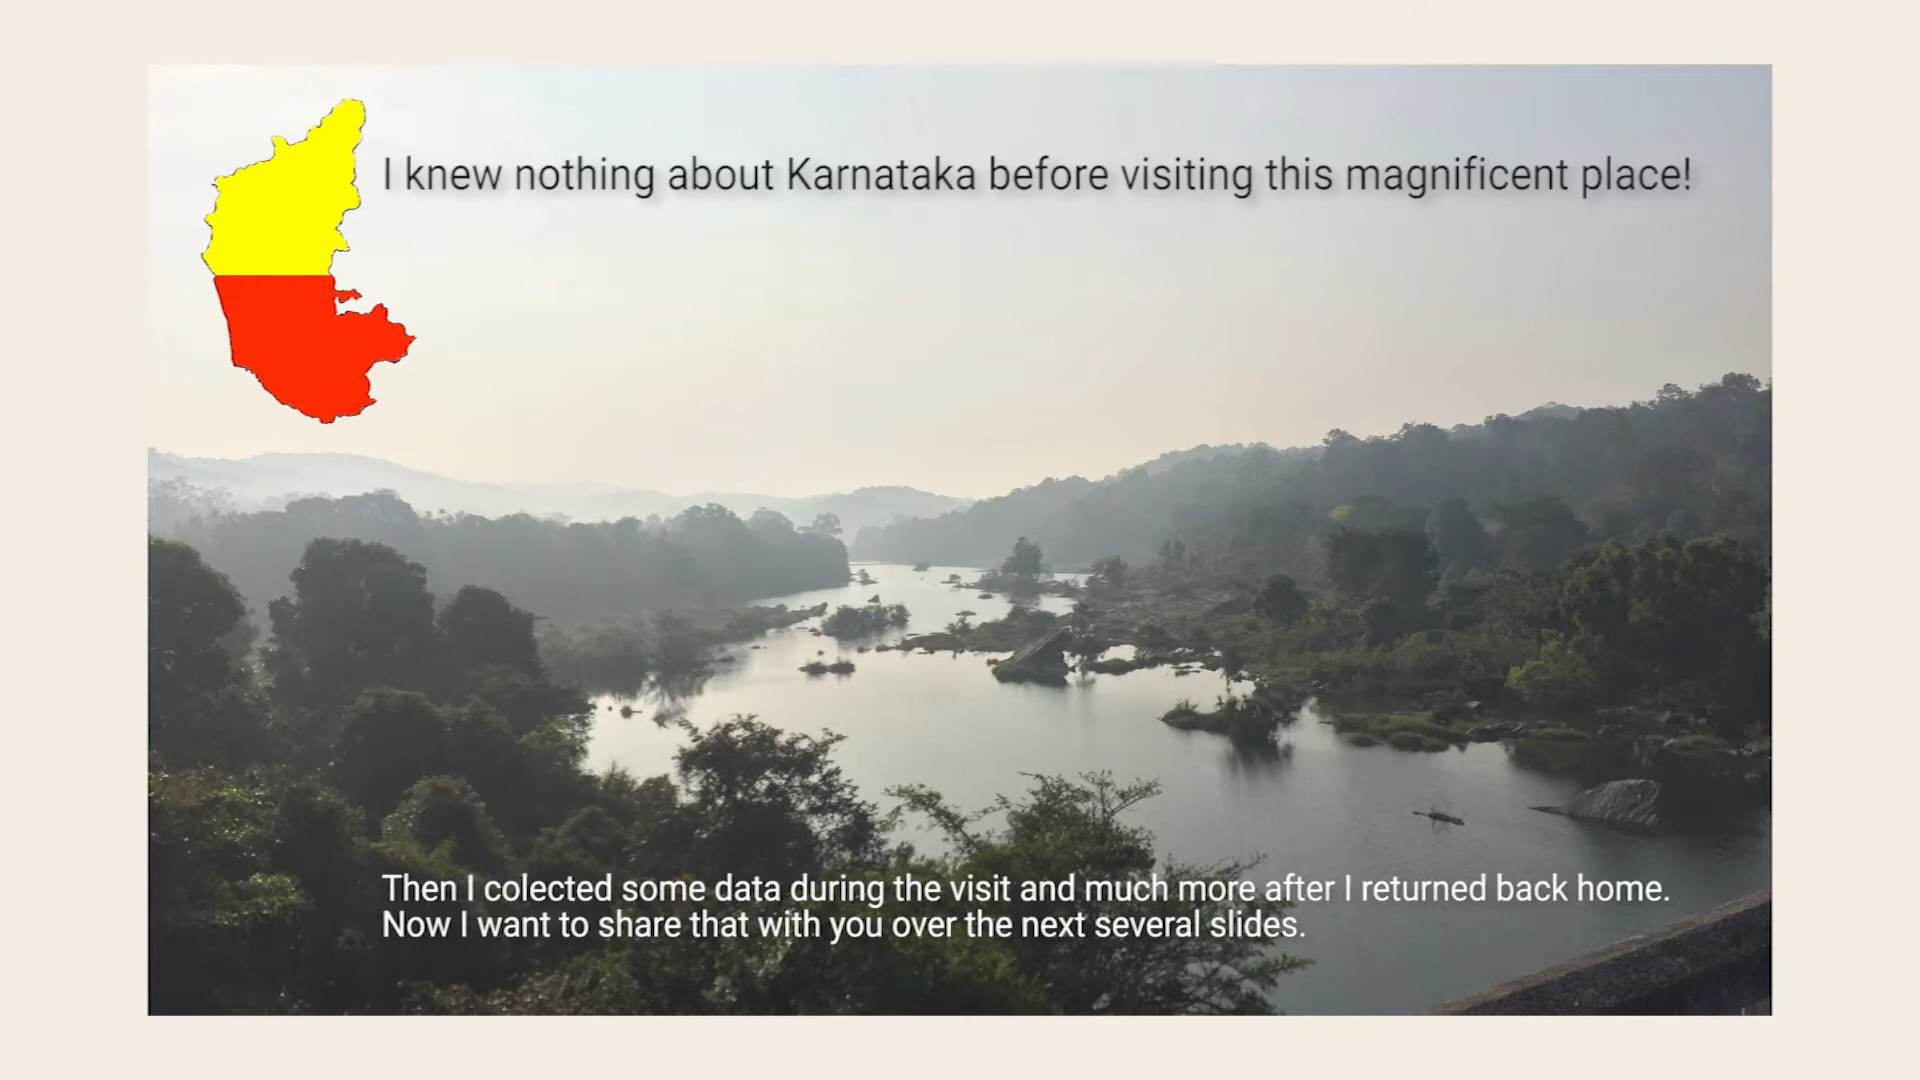 I knew nothing about Karnataka before visiting this magnificent place!
Then I colected some data during the visit and much more after I returned back home.
Now I want to share that with you over the next several slides.